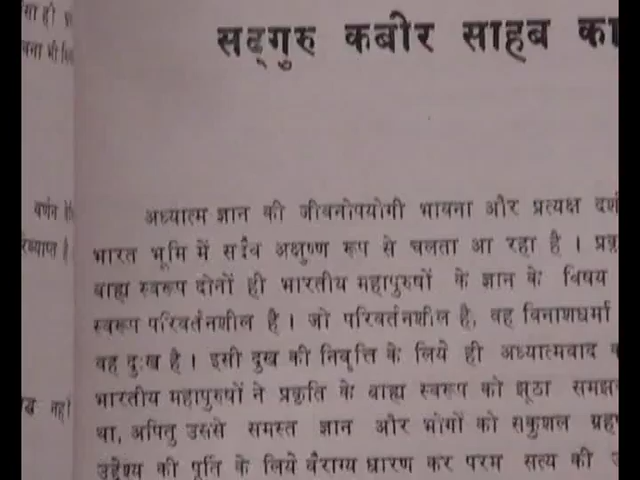 सद्गुरु कबीर साहब का
अध्यात्म ज्ञान की जीवनोपयोगी भावना और प्रत्यक्ष
भारत भूमि में सदैव अक्षुण्ण रूप से चलता आ रहा है ।
बाह्य स्वरूप दोनों ही भारतीय महापुरुषों के ज्ञान के विषय
स्वरूप परिवर्तनशील है । जो परिवर्तनशील है, वह विनाशधर्मा
वह दुःख है । इसी दुख की निवृत्ति के लिये ही अध्यात्मवाद
भारतीय महापुरुषों ने प्रकृति के बाह्य स्वरूप को झूठा
था, अपितु उससे समस्त ज्ञान और भोगों को सकुशल
उद्देश्य की पूर्ति के लिये वैराग्य धारण कर परम सत्य की